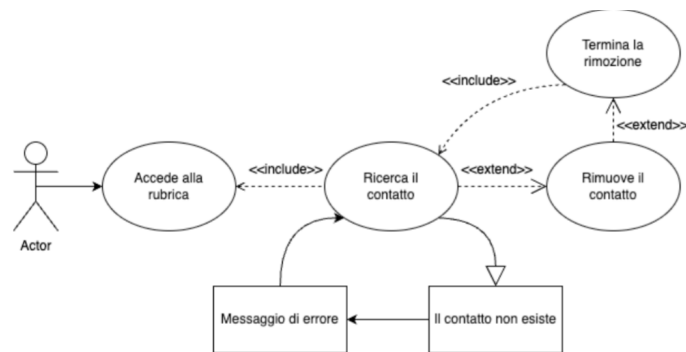 Termina la
rimozione
<<include>>
<<extend>>
Accede alla
rubrica
<<include>>
Ricerca il
contatto
<<extend>>
Rimuove il
contatto
Actor
Messaggio di errore
Il contatto non esiste